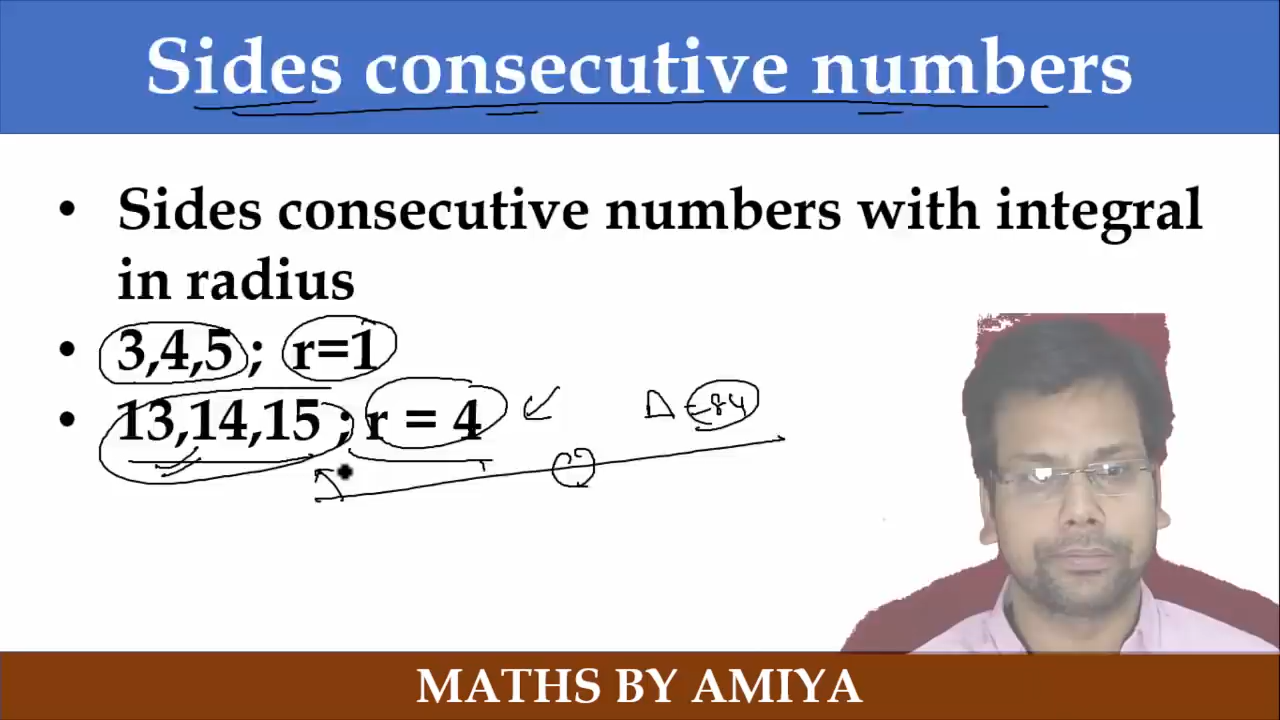 Sides consecutive numbers
• Sides consecutive numbers with integral
in radius
• 3,4,5 ; r=1
• 13,14,15 ; r = 4 Δ = 84
MATHS BY AMIYA